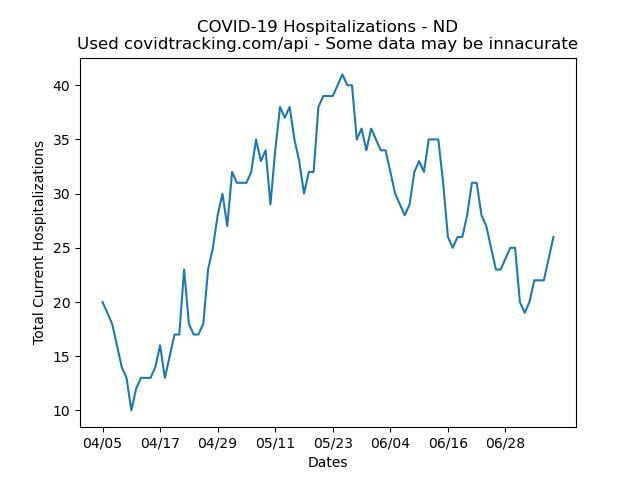 COVID-19 Hospitalizations - ND
Used covidtracking.com/api - Some data may be innacurate
Total Current Hospitalizations
40
35
30
25
20
15
10
04/05 04/17 04/29 05/11 05/23 06/04 06/16 06/28
Dates